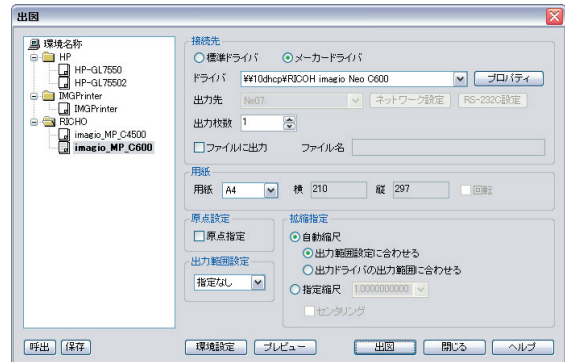 出図
環境名称
HP
HP-GL7550
HP-GL75502
IMGPrinter
IMGPrinter
RICHO
imagio_MP_C4500
imagio_MP_C600
接続先
標準ドライバ メーカードライバ
ドライバ ¥¥10dhcp¥RICOH imagio Neo C600 プロパティ
出力先 Ne07: ネットワーク設定 RS-232C設定
出力枚数 1
ファイルに出力 ファイル名
用紙
用紙 A4 横 210 縦 297 回転
原点設定
原点指定
出力範囲設定
指定なし
拡縮指定
自動縮尺
出力範囲設定に合わせる
出力ドライバの出力範囲に合わせる
指定縮尺 1.0000000000
センタリング
呼出 保存 環境設定 プレビュー 出図 閉じる ヘルプ